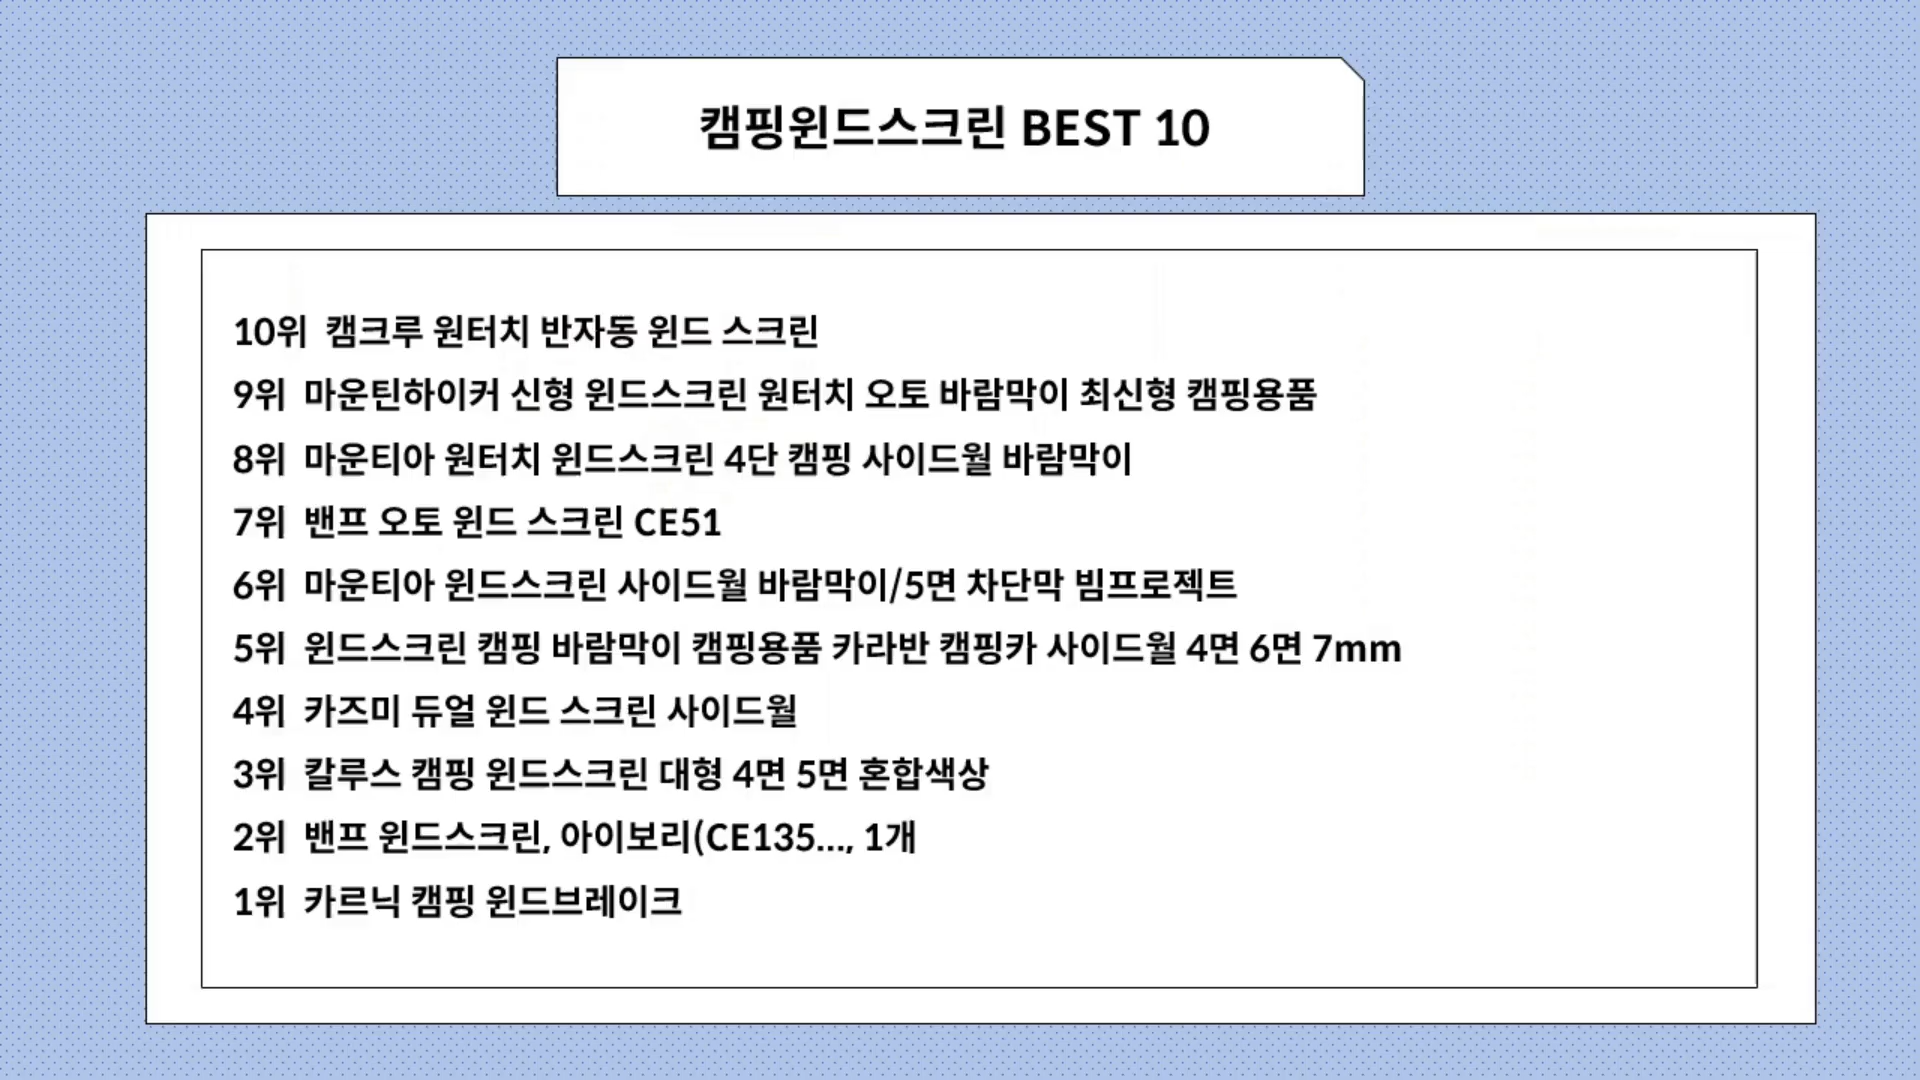 캠핑윈드스크린 BEST 10
10위 캠크루 원터치 반자동 윈드 스크린
9위 마운틴하이커 신형 윈드스크린 원터치 오토 바람막이 최신형 캠핑용품
8위 마운티아 원터치 윈드스크린 4단 캠핑 사이드월 바람막이
7위 밴프 오토 윈드 스크린 CE51
6위 마운티아 윈드스크린 사이드월 바람막이/5면 차단막 빔프로젝트
5위 윈드스크린 캠핑 바람막이 캠핑용품 카라반 캠핑카 사이드월 4면 6면 7mm
4위 카즈미 듀얼 윈드 스크린 사이드월
3위 칼루스 캠핑 윈드스크린 대형 4면 5면 혼합색상
2위 밴프 윈드스크린, 아이보리(CE135..., 1개
1위 카르닉 캠핑 윈드브레이크